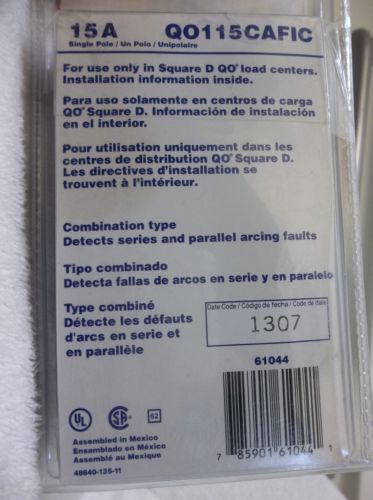 15A QO115CAFIC
Single Pole / Un Polo / Unipolaire
For use only in Square D QO® load centers.
Installation information inside.
Para uso solamente en centros de carga
QO® Square D. Información de instalación
en el interior.
Pour utilisation uniquement dans les
centres de distribution QO® Square D.
Les directives d'installation se
trouvent à l'intérieur.
Combination type
Detects series and parallel arcing faults
Tipo combinado
Detecta fallas de arcos en serie y en paralelo
Type combiné
Détecte les défauts
d'arcs en série et
en parallèle
Date Code / Código de fecha / Code de date
1307
61044
UL
SA
62
Assembled in Mexico
Ensamblado en México
Assemblé au Mexique
48840-135-11
7 85901 61044 1